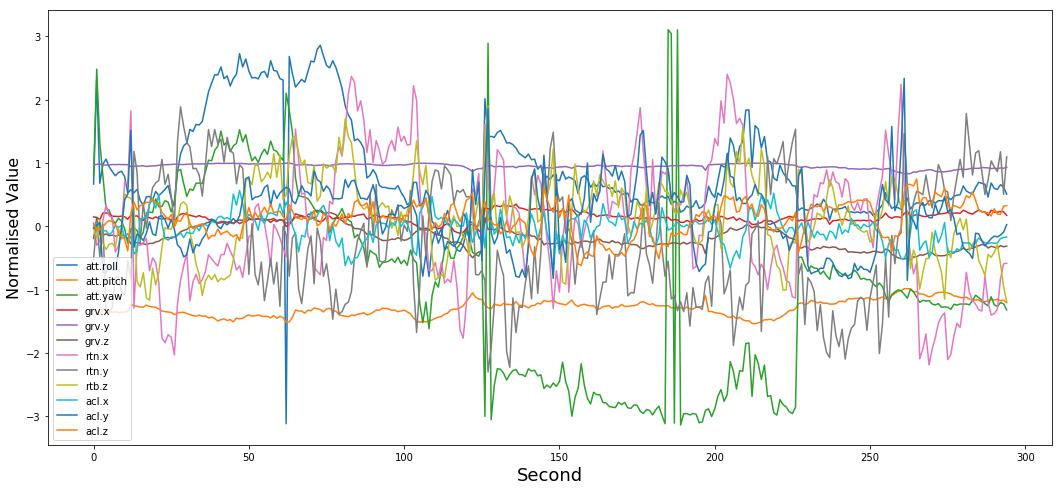 3
2
1
0
−1
−2
−3
Normalised Value
att.roll
att.pitch
att.yaw
grv.x
grv.y
grv.z
rtn.x
rtn.y
rtb.z
acl.x
acl.y
acl.z
0 50 100 150 200 250 300
Second